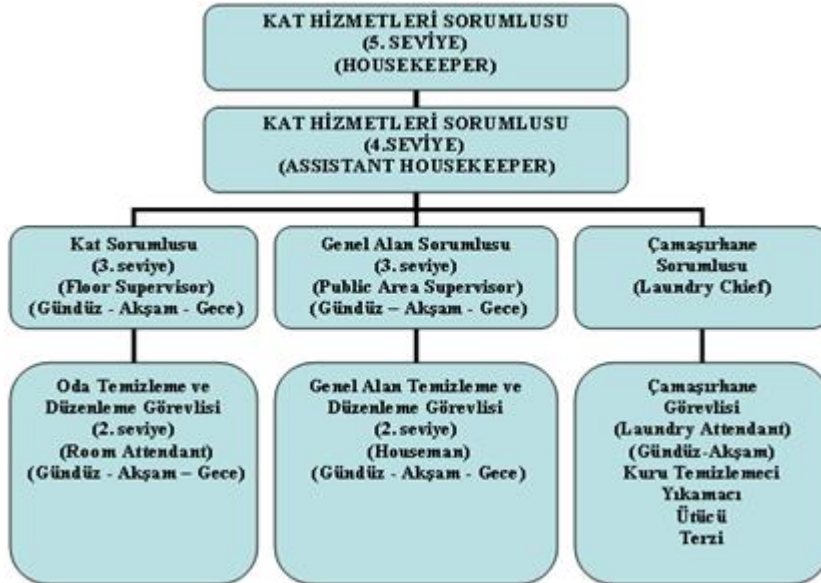 KAT HİZMETLERİ SORUMLUSU
(5. SEVİYE)
(HOUSEKEEPER)
KAT HİZMETLERİ SORUMLUSU
(4.SEVİYE)
(ASSISTANT HOUSEKEEPER)
Kat Sorumlusu
(3. seviye)
(Floor Supervisor)
(Gündüz - Akşam - Gece)
Genel Alan Sorumlusu
(3. seviye)
(Public Area Supervisor)
(Gündüz – Akşam - Gece)
Çamaşırhane
Sorumlusu
(Laundry Chief)
Oda Temizleme ve
Düzenleme Görevlisi
(2. seviye)
(Room Attendant)
(Gündüz - Akşam – Gece)
Genel Alan Temizleme ve
Düzenleme Görevlisi
(2. seviye)
(Houseman)
(Gündüz - Akşam - Gece)
Çamaşırhane
Görevlisi
(Laundry Attendant)
(Gündüz-Akşam)
Kuru Temizlemeci
Yıkamacı
Ütücü
Terzi